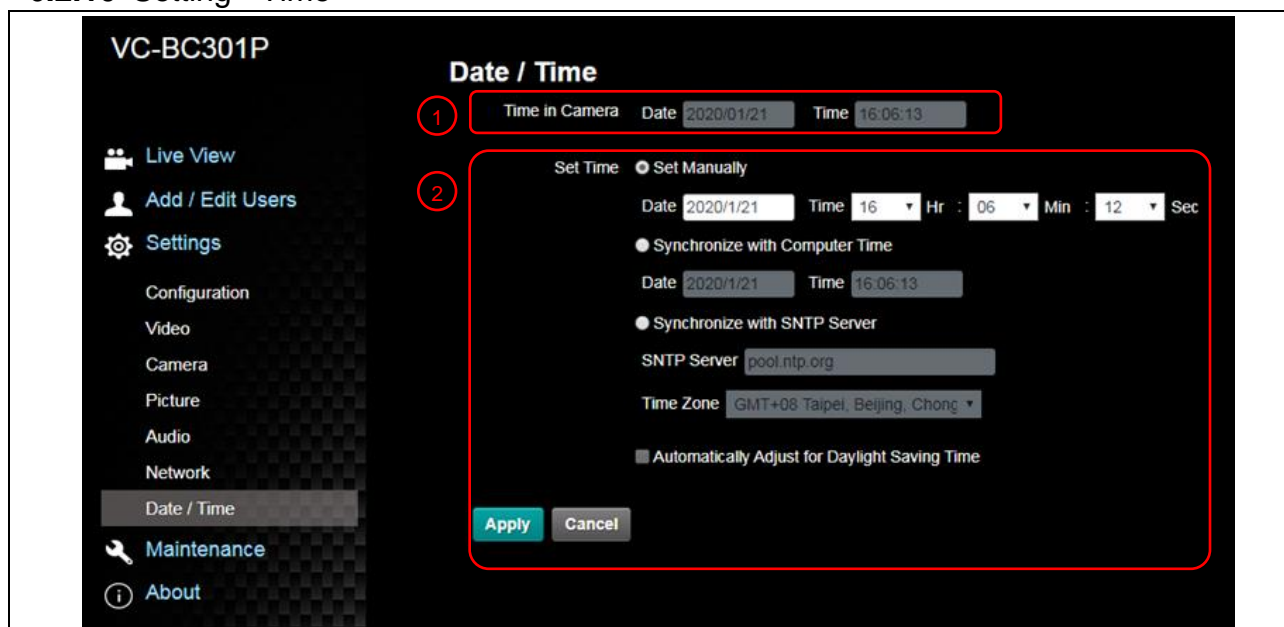 Setting - Time
VC-BC301P
Date / Time
1 Time in Camera Date 2020/01/21 Time 16:06:13
Live View
Add / Edit Users
Settings
Configuration
Video
Camera
Picture
Audio
Network
Date / Time
Maintenance
About
2 Set Time Set Manually
Date 2020/1/21 Time 16 Hr : 06 Min : 12 Sec
Synchronize with Computer Time
Date 2020/1/21 Time 16:06:13
Synchronize with SNTP Server
SNTP Server pool.ntp.org
Time Zone GMT+08 Taipei, Beijing, Chong
Automatically Adjust for Daylight Saving Time
Apply Cancel